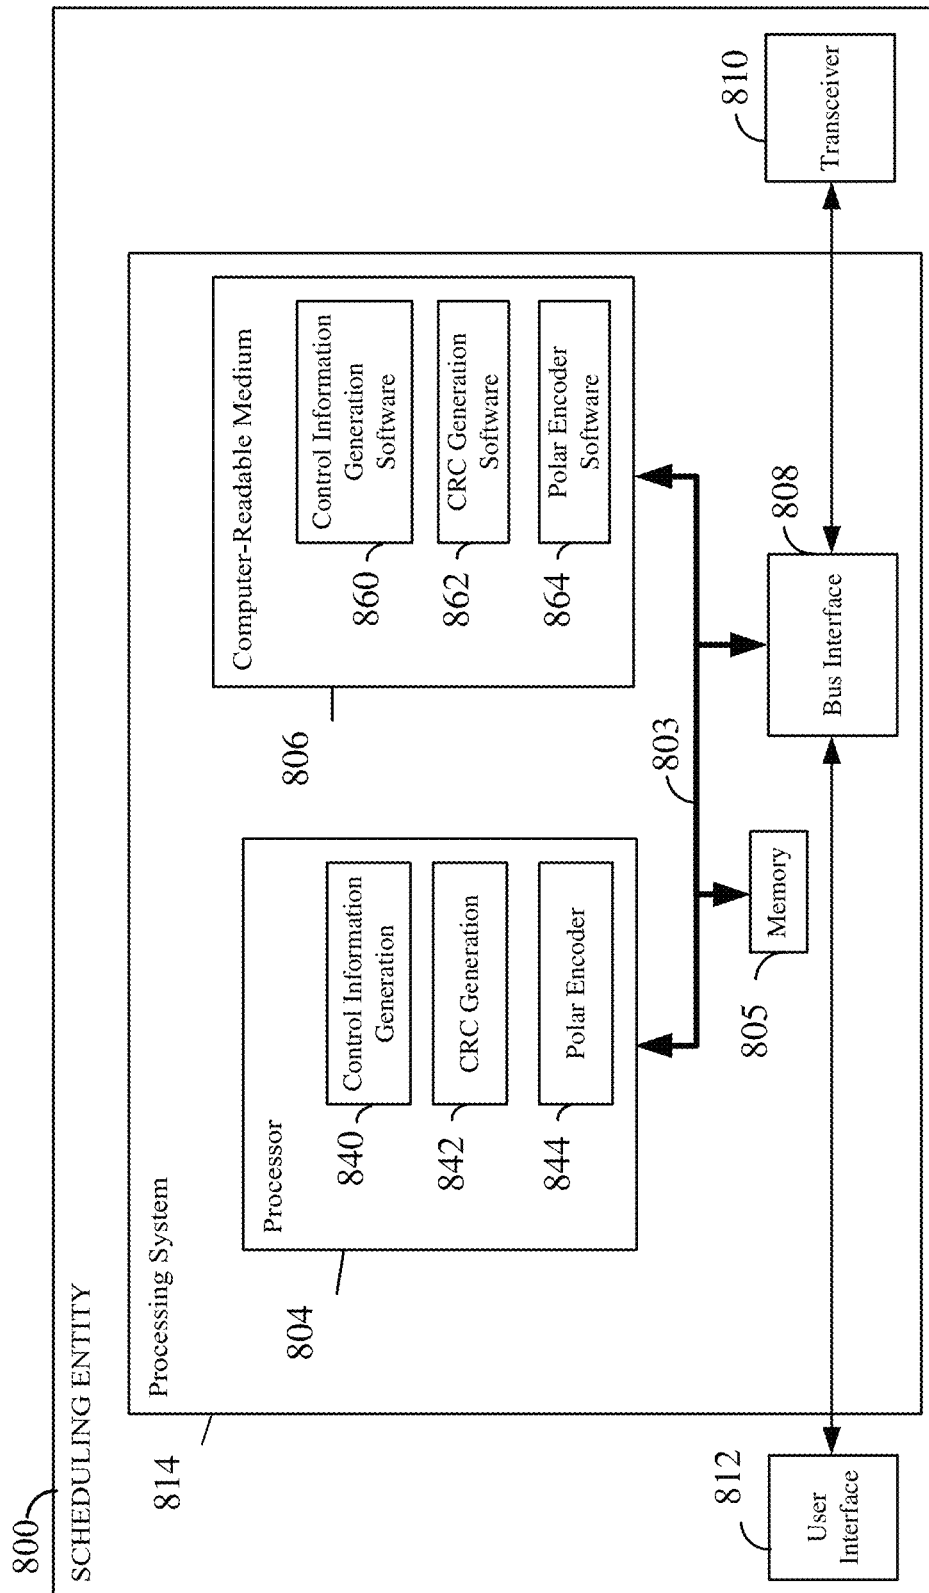 800
SCHEDULING ENTITY
814
Processing System
804
Processor
840
Control Information
Generation
842
CRC Generation
844
Polar Encoder
806
Computer-Readable Medium
860
Control Information
Generation
Software
862
CRC Generation
Software
864
Polar Encoder
Software
803
805
Memory
808
Bus Interface
812
User
Interface
810
Transceiver